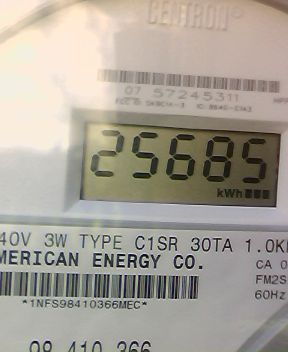 CENTRON®
07 57245311
25685
kWh
40V 3W TYPE C1SR 30TA 1.0K
MERICAN ENERGY CO.
CA 0
FM2S
*1NFS98410366MEC*
60Hz
98 410 366